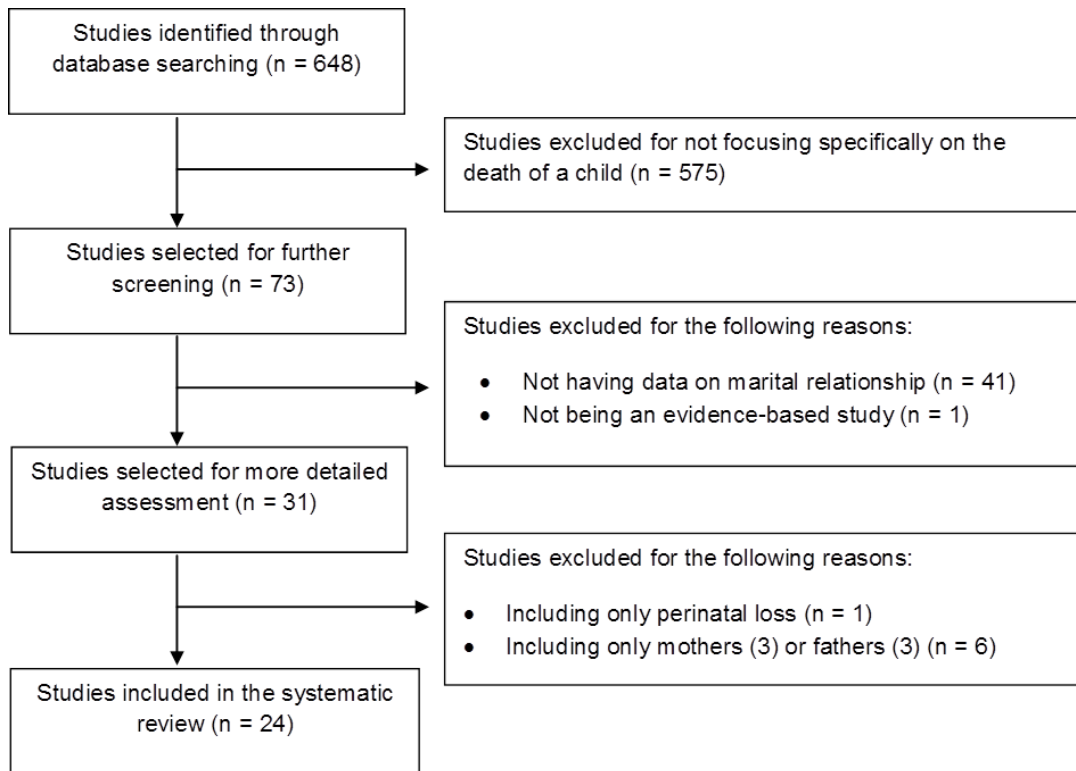 Studies identified through
database searching (n = 648)
Studies excluded for not focusing specifically on the
death of a child (n = 575)
Studies selected for further
screening (n = 73)
Studies excluded for the following reasons:
• Not having data on marital relationship (n = 41)
• Not being an evidence-based study (n = 1)
Studies selected for more detailed
assessment (n = 31)
Studies excluded for the following reasons:
• Including only perinatal loss (n = 1)
• Including only mothers (3) or fathers (3) (n = 6)
Studies included in the systematic
review (n = 24)